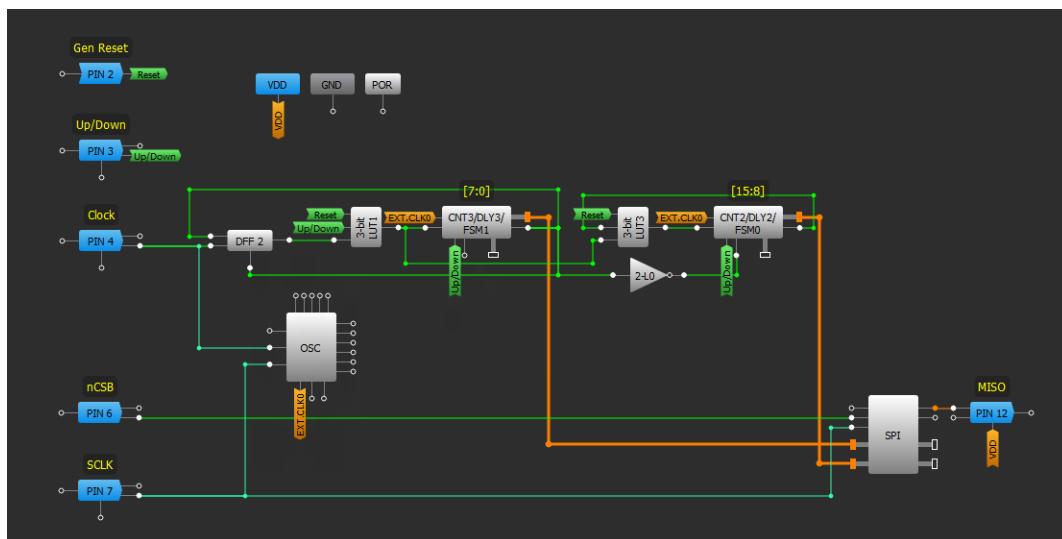 Gen Reset
PIN 2
Reset
VDD
GND
POR
VDD
Up/Down
PIN 3
Up/Down
[7:0]
[15:8]
Clock
PIN 4
DFF 2
Reset
Up/Down
3-bit
LUT1
EXT.CLK0
CNT3/DLY3/
FSM1
Up/Down
Reset
3-bit
LUT3
EXT.CLK0
CNT2/DLY2/
FSM0
Up/Down
2-L0
OSC
EXT.CLK0
nCSB
PIN 6
SPI
MISO
PIN 12
VDD
SCLK
PIN 7